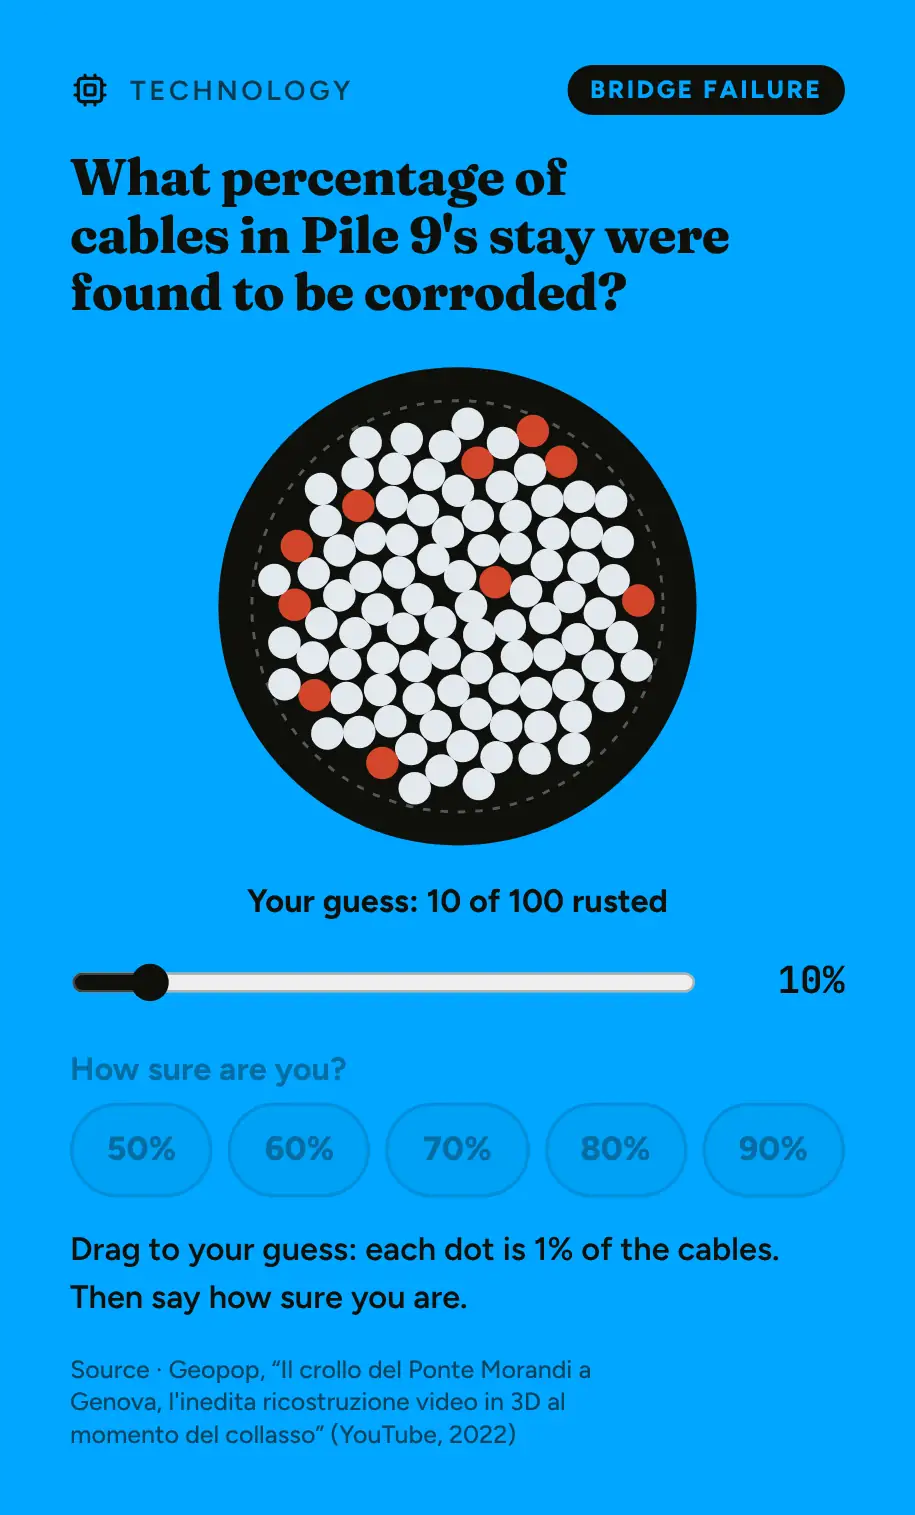 TECHNOLOGY
BRIDGE FAILURE
What percentage of
cables in Pile 9's stay were
found to be corroded?
Your guess: 10 of 100 rusted
10%
How sure are you?
50%
60%
70%
80%
90%
Drag to your guess: each dot is 1% of the cables.
Then say how sure you are.
Source · Geopop, “Il crollo del Ponte Morandi a
Genova, l'inedita ricostruzione video in 3D al
momento del collasso” (YouTube, 2022)